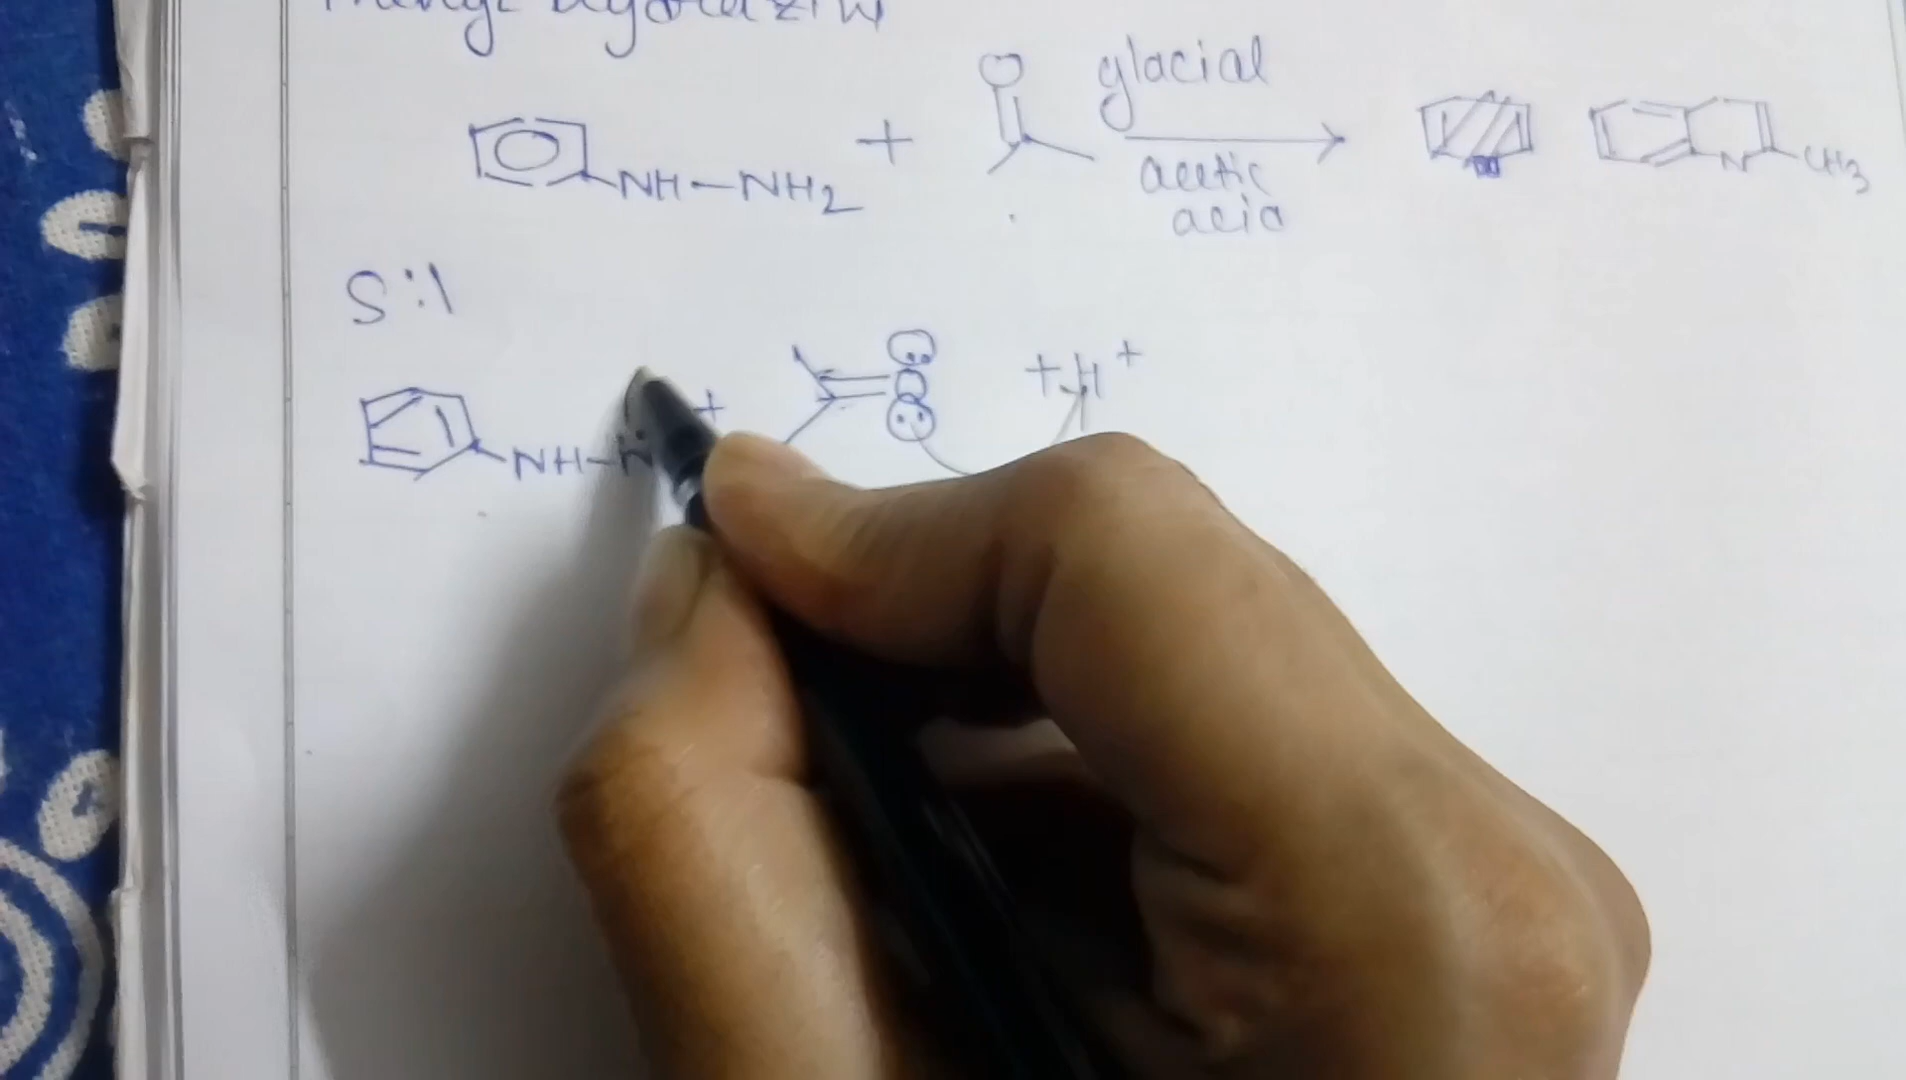 NH-NH2 + O glacial acetic acid N CH3
S:1
NH-N + O +H+